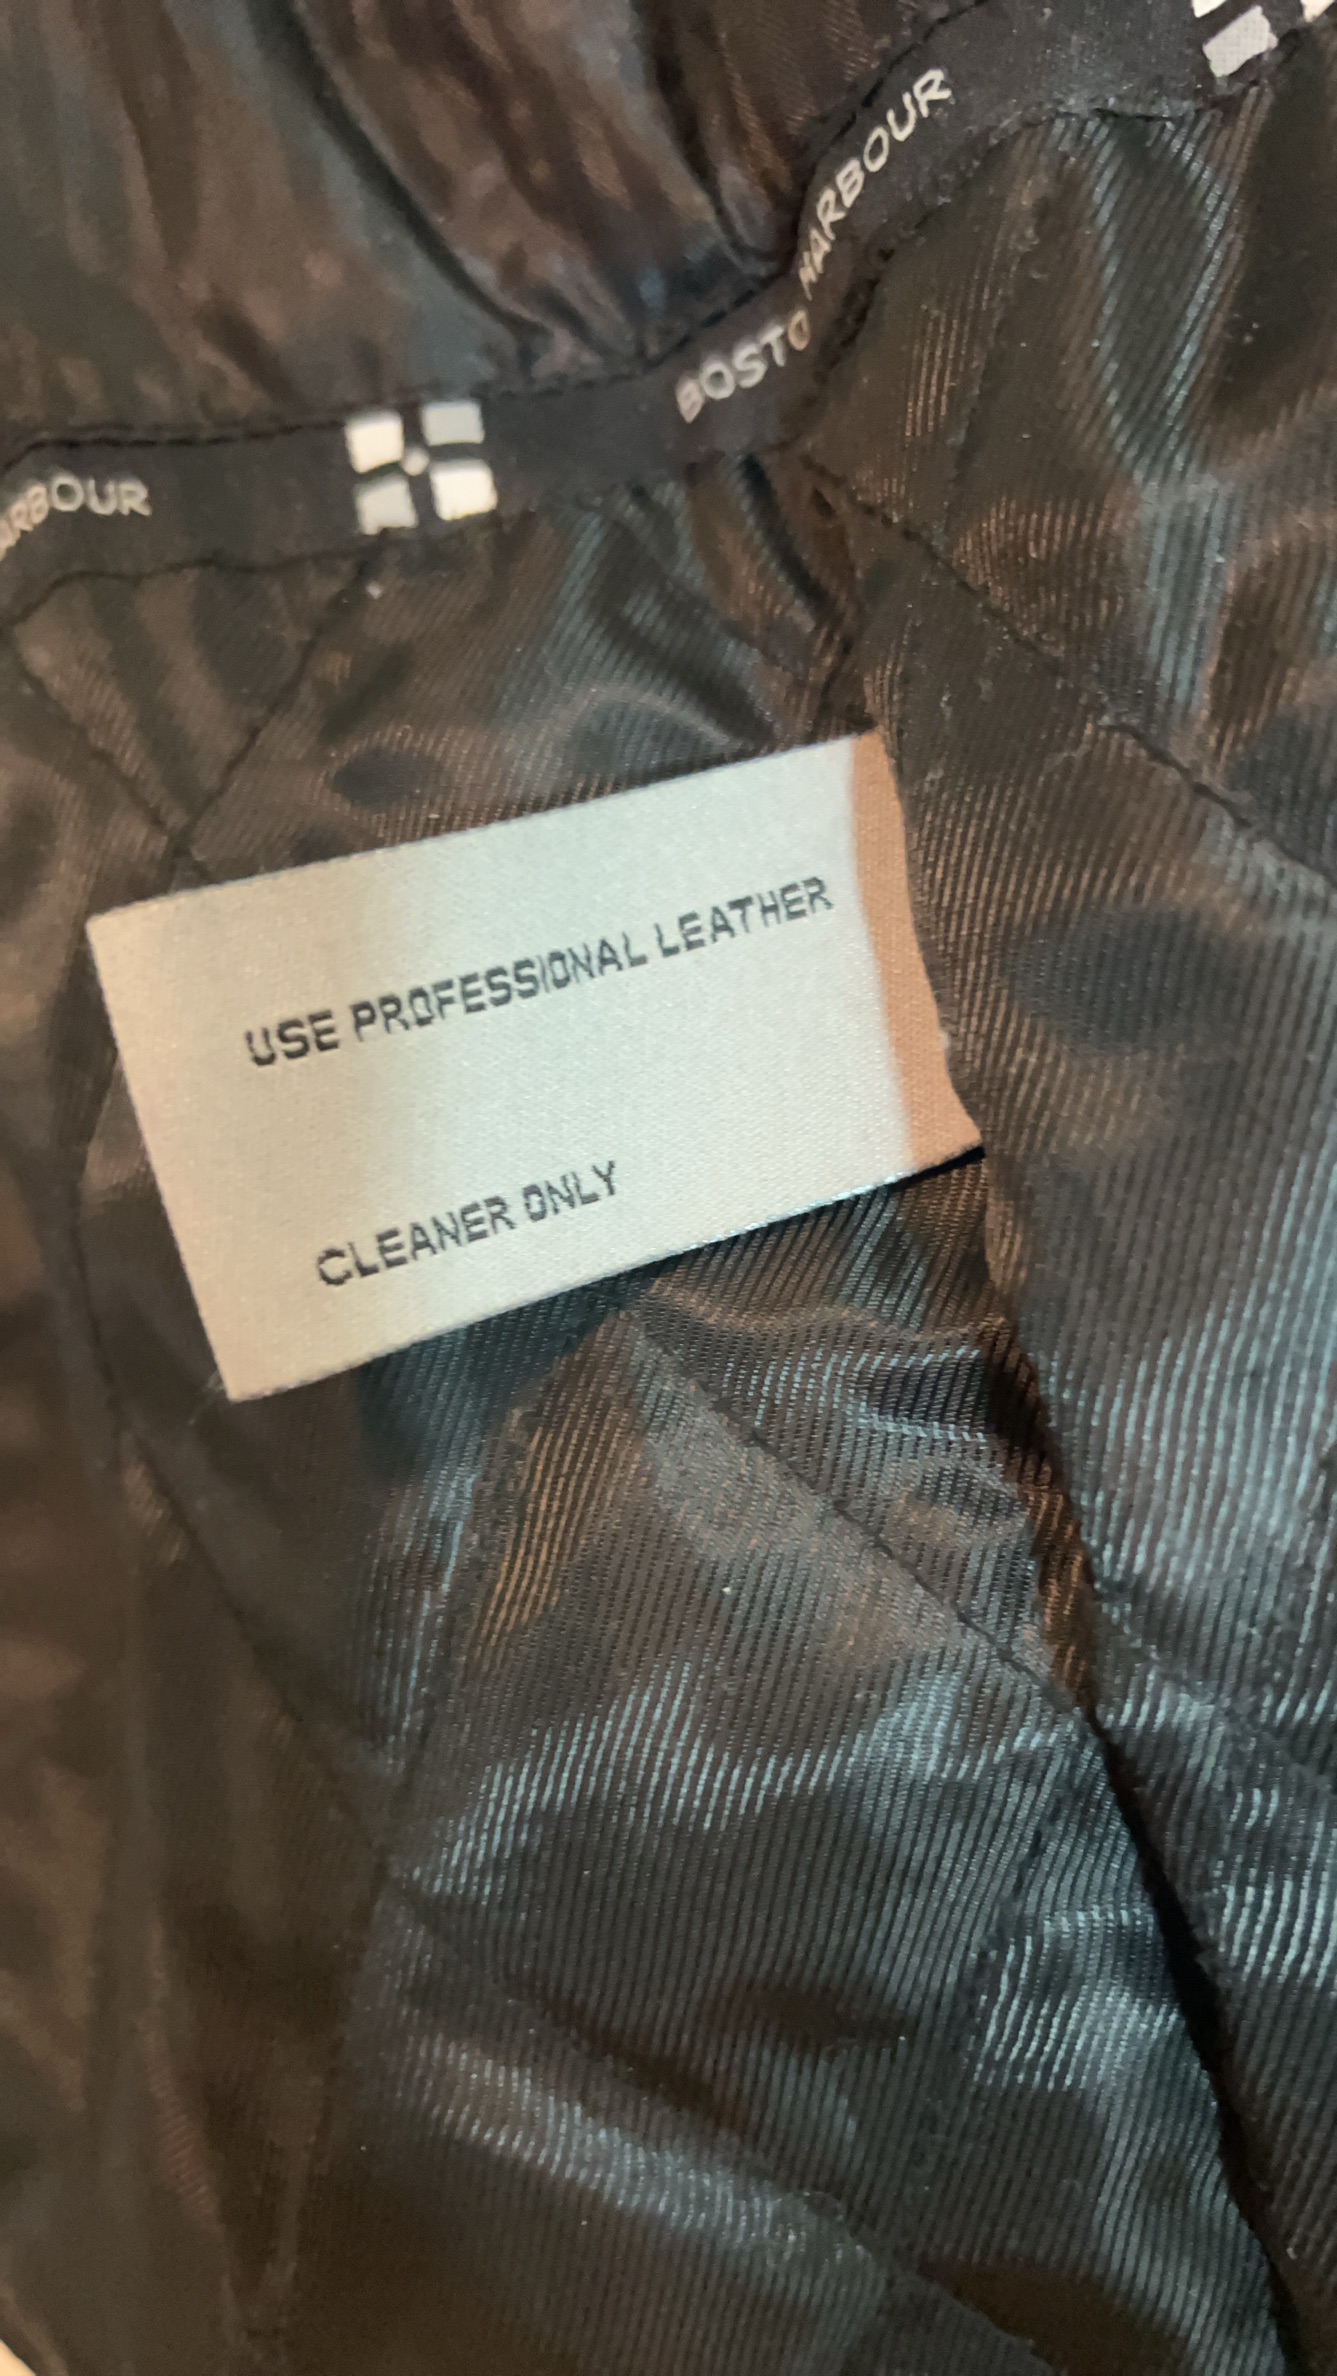 HARBOUR
BOSTO
HARBOUR
USE PROFESSIONAL LEATHER
CLEANER ONLY